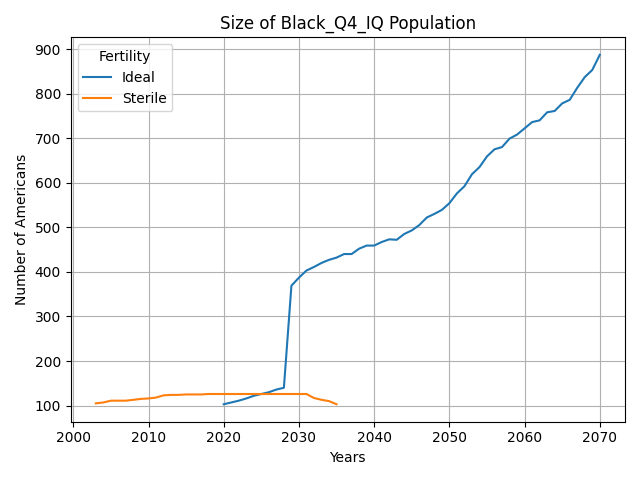 Size of Black_Q4_IQ Population
Fertility
Ideal
Sterile
Number of Americans
900
800
700
600
500
400
300
200
100
2000 2010 2020 2030 2040 2050 2060 2070
Years